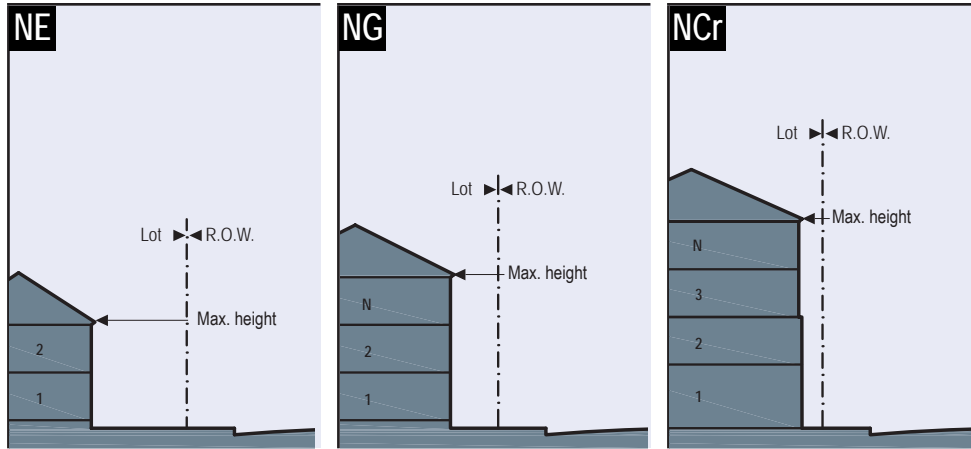 NE
Lot R.O.W.
Max. height
2
1
NG
Lot R.O.W.
Max. height
N
2
1
NCr
Lot R.O.W.
Max. height
N
3
2
1